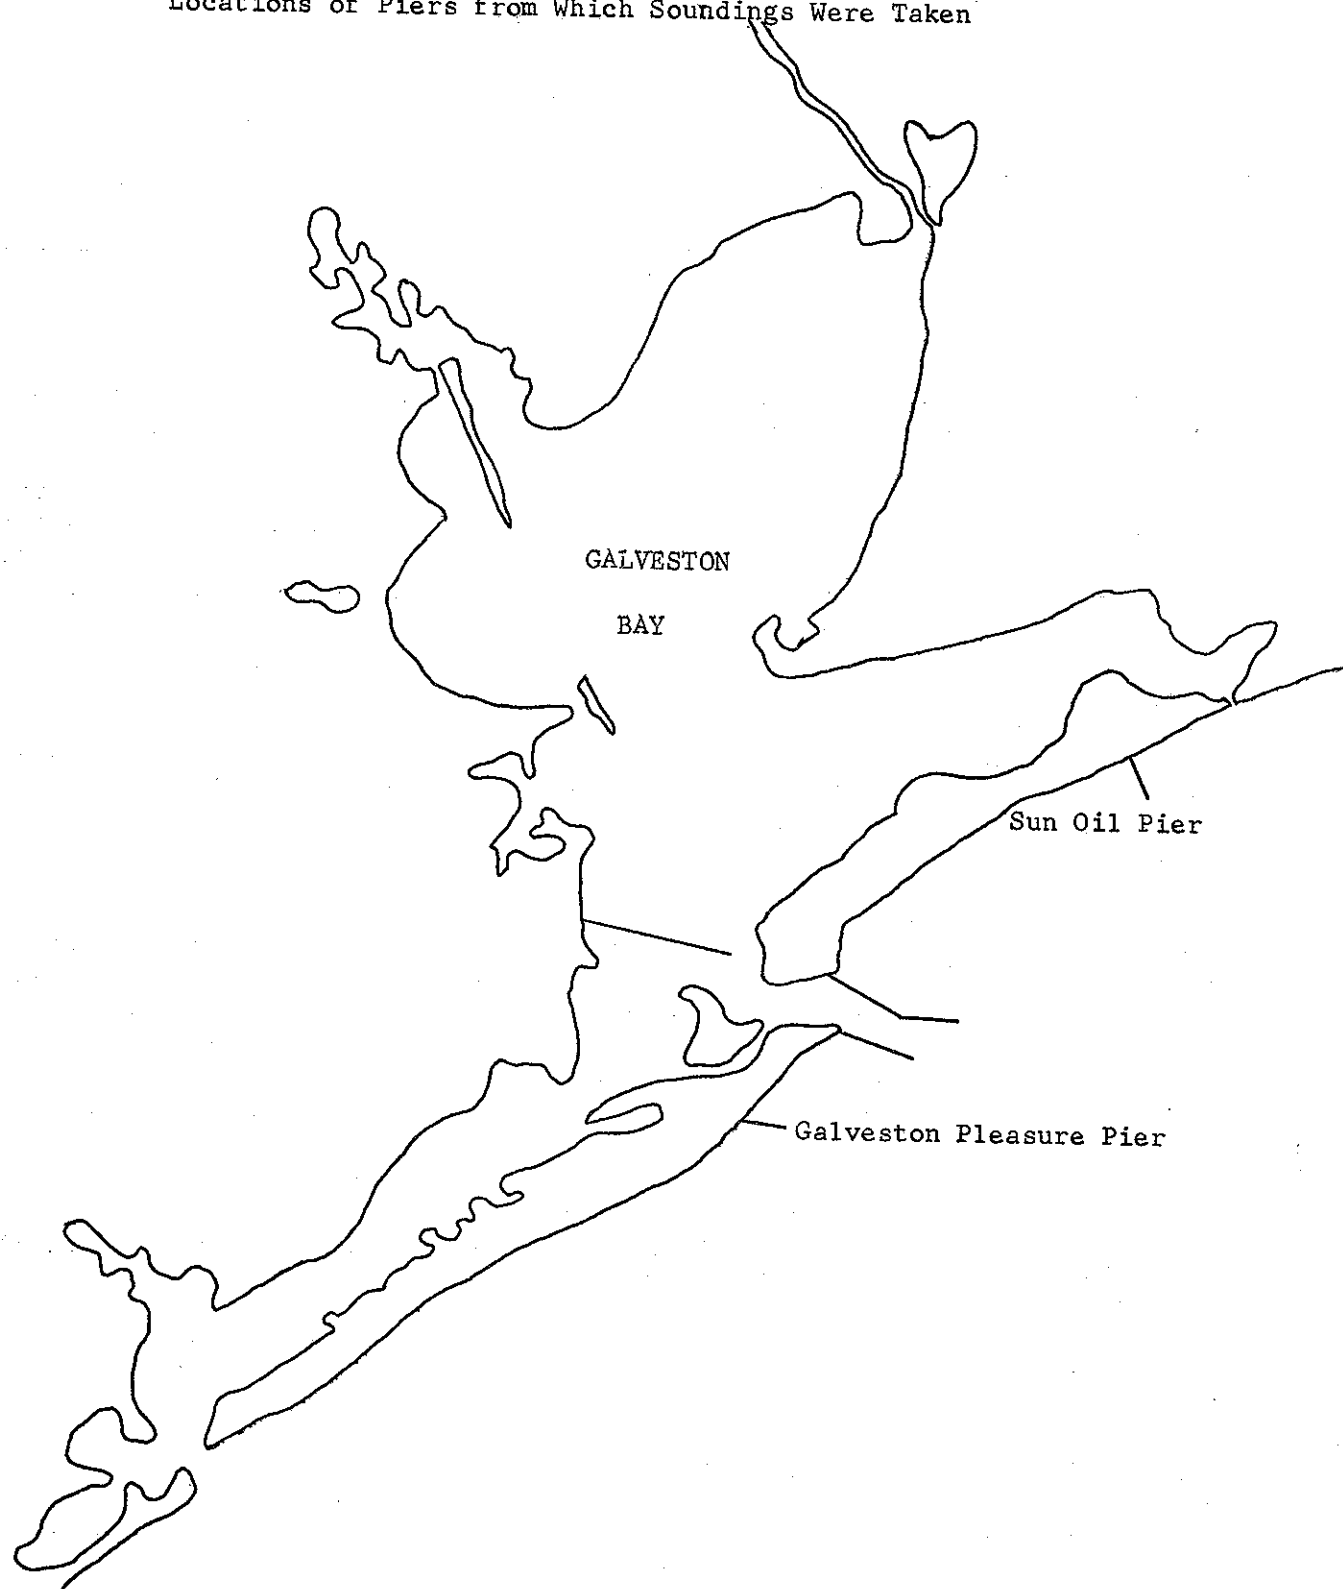 Locations of Piers from Which Soundings Were Taken
GALVESTON
BAY
Sun Oil Pier
Galveston Pleasure Pier